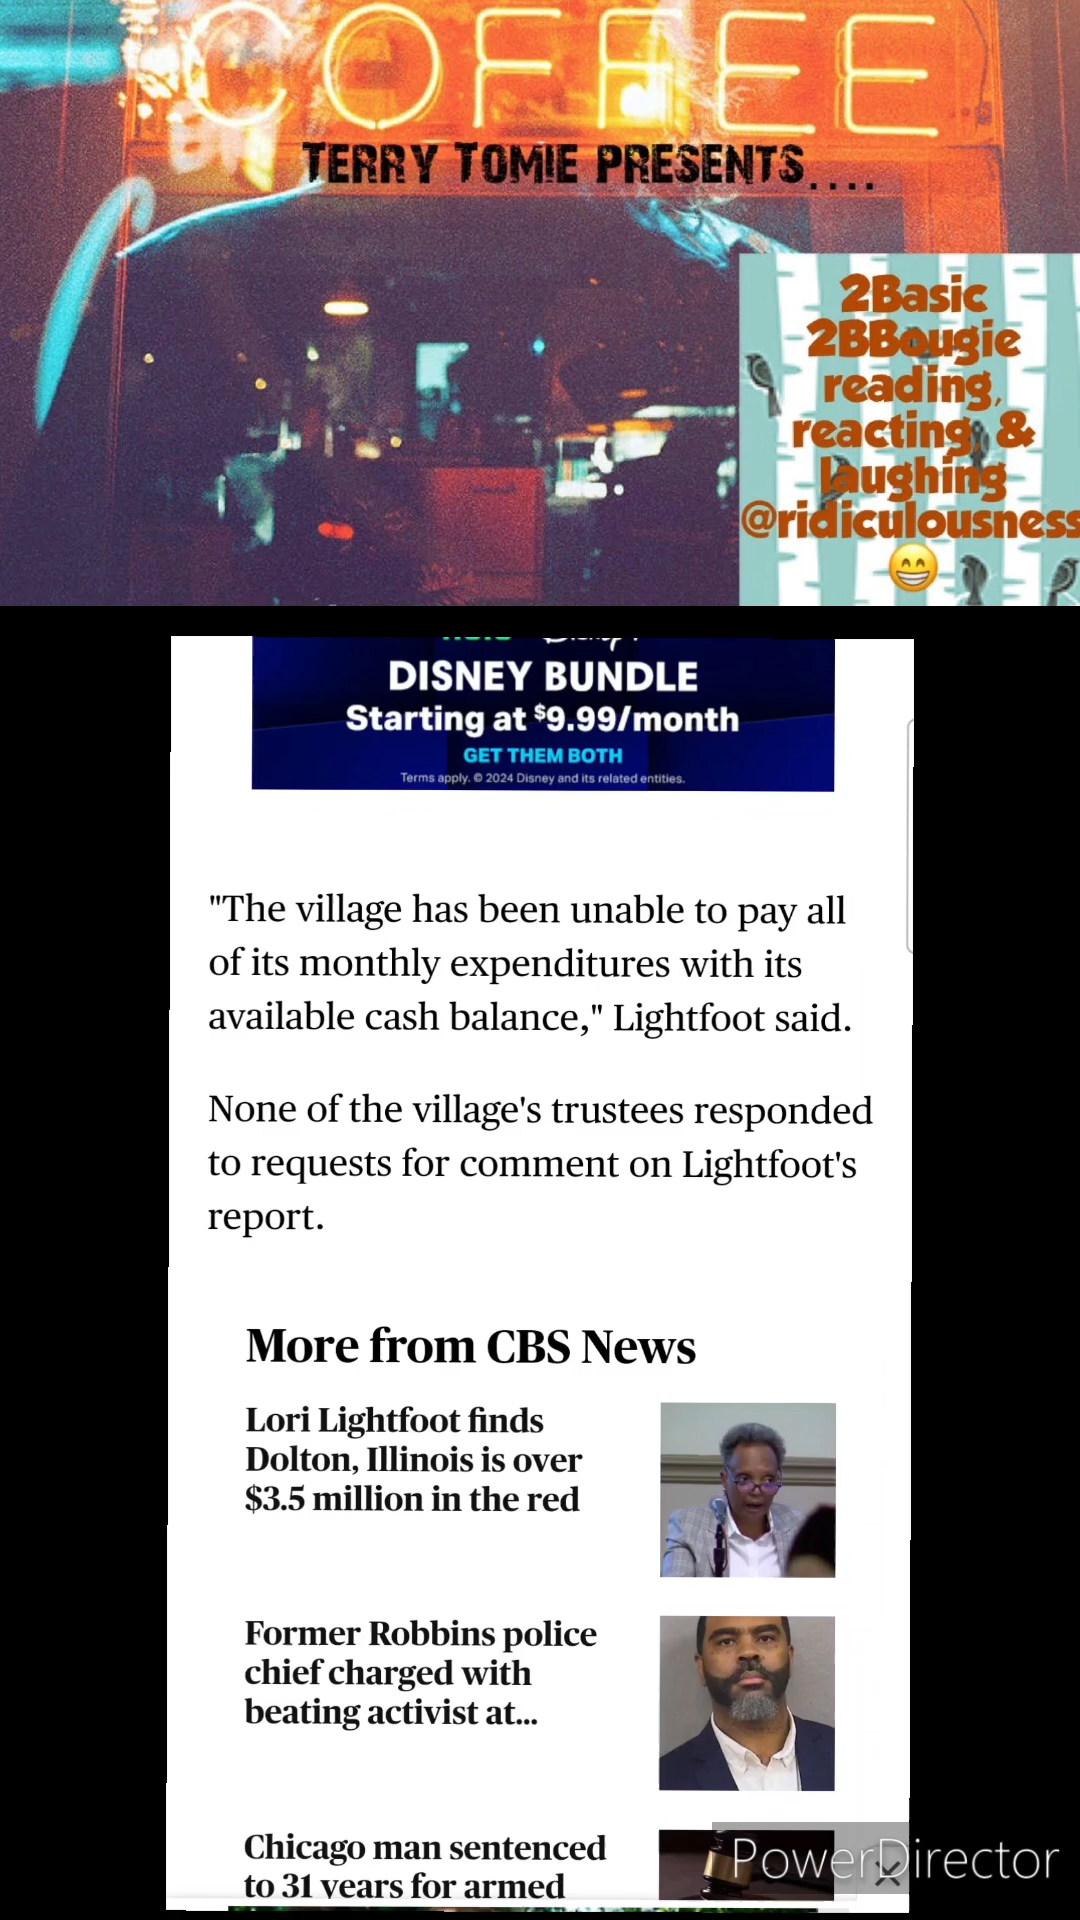 COFFEE
TERRY TOMIE PRESENTS....
2Basic
2BBougie
reading,
reacting, &
laughing
@ridiculousness
😁
DISNEY BUNDLE
Starting at $9.99/month
GET THEM BOTH
Terms apply. © 2024 Disney and its related entities.
"The village has been unable to pay all
of its monthly expenditures with its
available cash balance," Lightfoot said.
None of the village's trustees responded
to requests for comment on Lightfoot's
report.
More from CBS News
Lori Lightfoot finds
Dolton, Illinois is over
$3.5 million in the red
Former Robbins police
chief charged with
beating activist at...
Chicago man sentenced
to 31 years for armed
PowerDirector